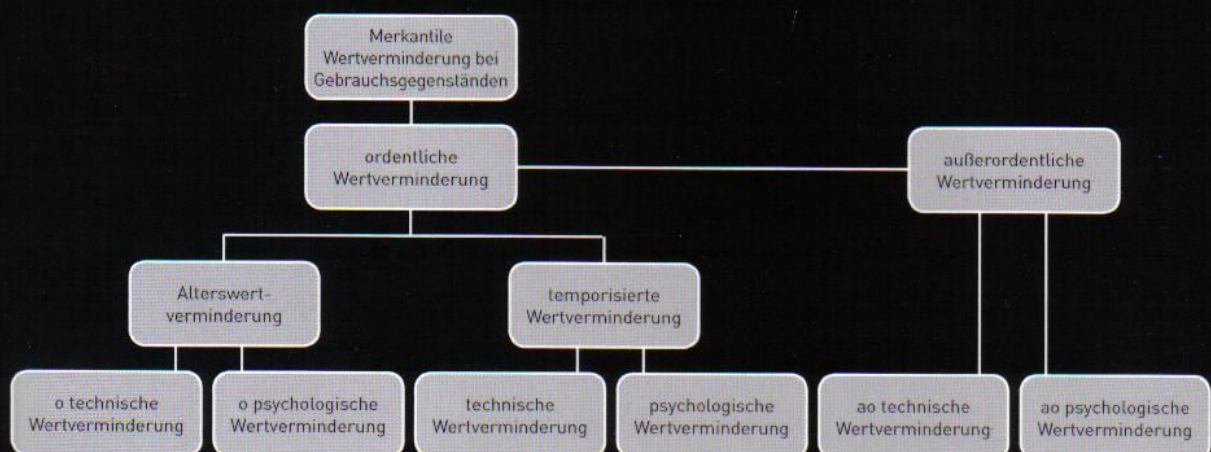 Merkantile
Wertverminderung bei
Gebrauchsgegenständen
ordentliche
Wertverminderung
außerordentliche
Wertverminderung
Alterswert-
verminderung
temporisierte
Wertverminderung
o technische
Wertverminderung
o psychologische
Wertverminderung
technische
Wertverminderung
psychologische
Wertverminderung
ao technische
Wertverminderung
ao psychologische
Wertverminderung